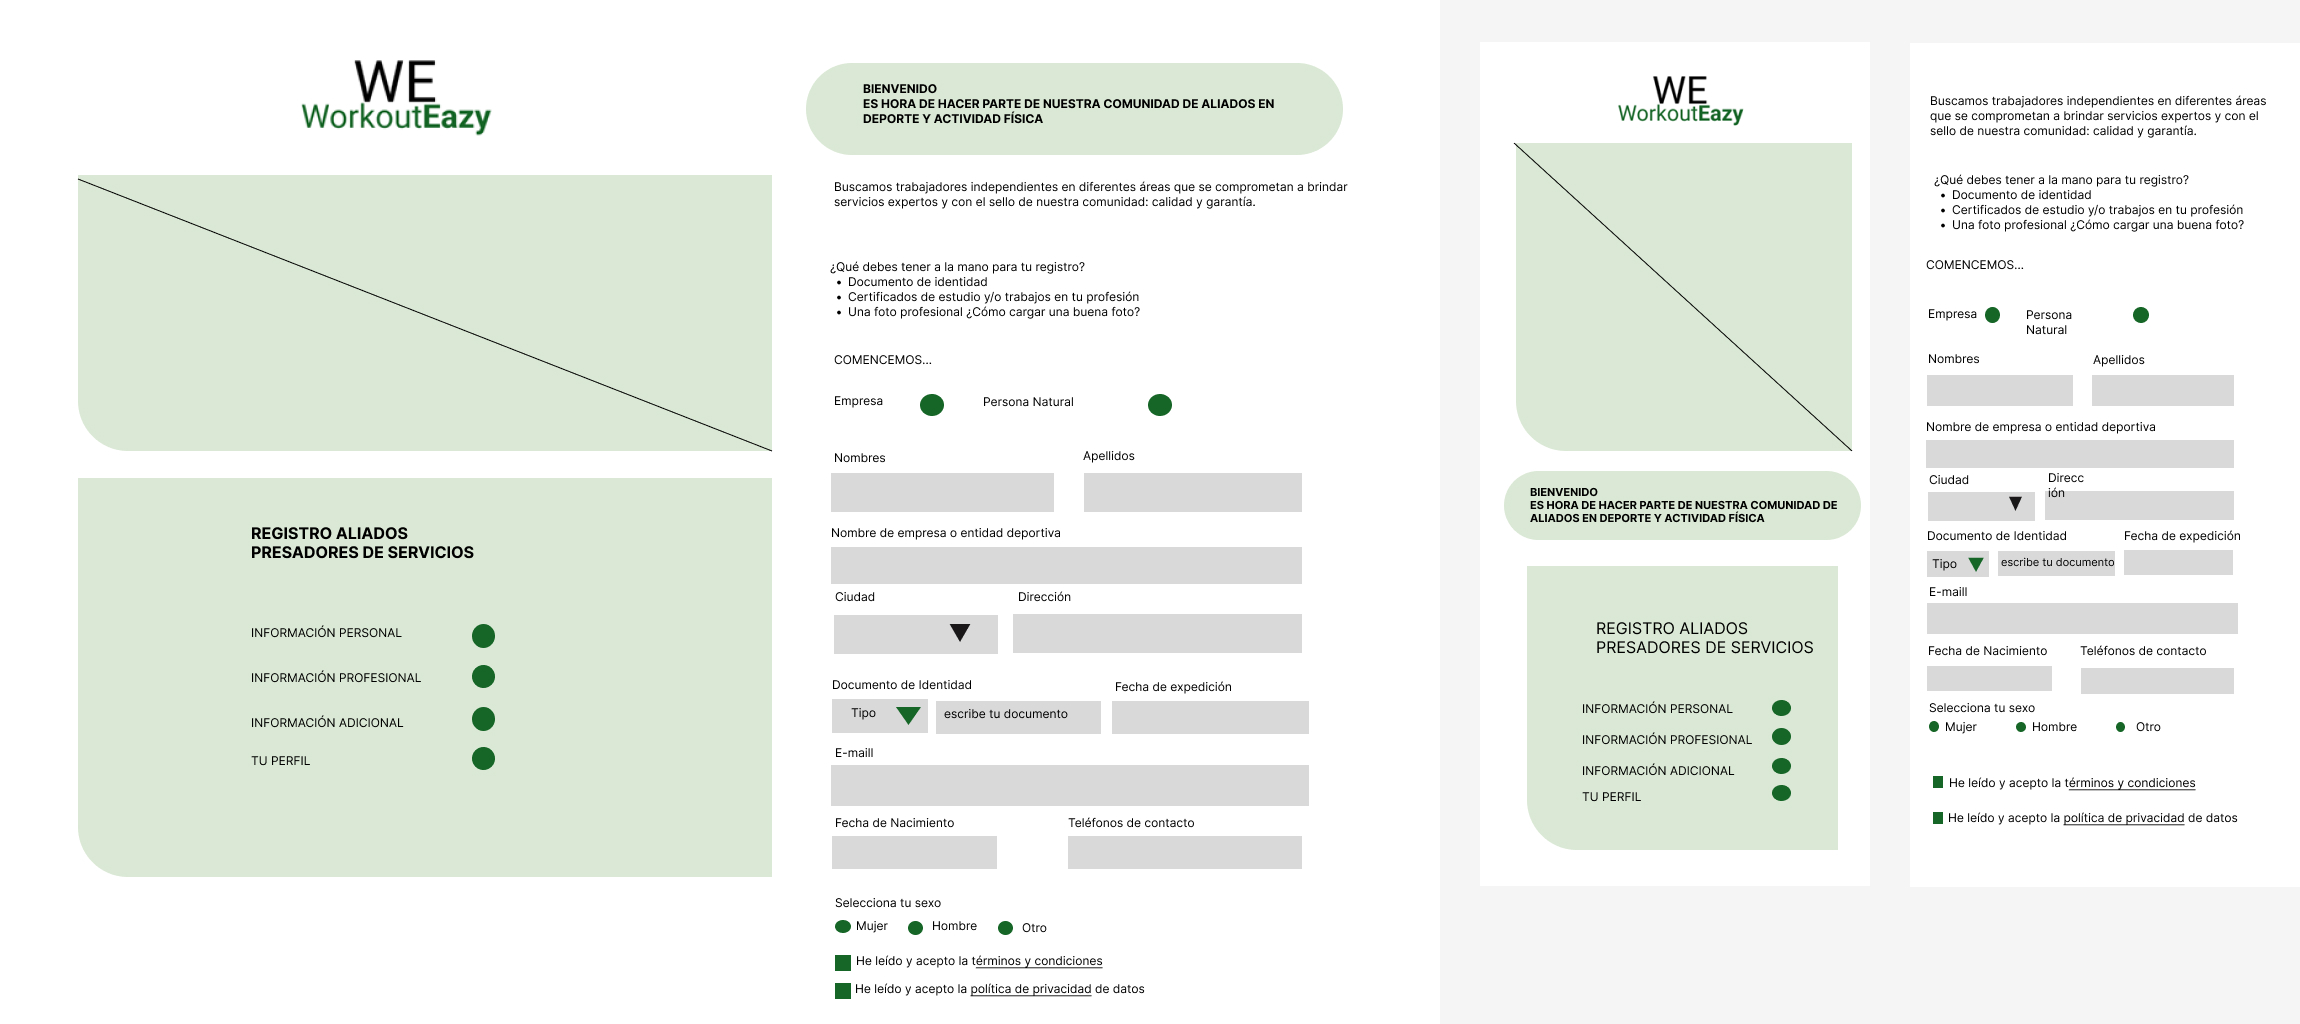 WE
WorkoutEazy
REGISTRO ALIADOS
PRESADORES DE SERVICIOS
INFORMACIÓN PERSONAL
INFORMACIÓN PROFESIONAL
INFORMACIÓN ADICIONAL
TU PERFIL
BIENVENIDO
ES HORA DE HACER PARTE DE NUESTRA COMUNIDAD DE ALIADOS EN
DEPORTE Y ACTIVIDAD FÍSICA
Buscamos trabajadores independientes en diferentes áreas que se comprometan a brindar
servicios expertos y con el sello de nuestra comunidad: calidad y garantía.
¿Qué debes tener a la mano para tu registro?
• Documento de identidad
• Certificados de estudio y/o trabajos en tu profesión
• Una foto profesional ¿Cómo cargar una buena foto?
COMENCEMOS...
Empresa Persona Natural
Nombres Apellidos
Nombre de empresa o entidad deportiva
Ciudad Dirección
Documento de Identidad Fecha de expedición
Tipo escribe tu documento
E-maill
Fecha de Nacimiento Teléfonos de contacto
Selecciona tu sexo
Mujer Hombre Otro
He leído y acepto la términos y condiciones
He leído y acepto la política de privacidad de datos
WE
WorkoutEazy
BIENVENIDO
ES HORA DE HACER PARTE DE NUESTRA COMUNIDAD DE
ALIADOS EN DEPORTE Y ACTIVIDAD FÍSICA
REGISTRO ALIADOS
PRESADORES DE SERVICIOS
INFORMACIÓN PERSONAL
INFORMACIÓN PROFESIONAL
INFORMACIÓN ADICIONAL
TU PERFIL
Buscamos trabajadores independientes en diferentes áreas
que se comprometan a brindar servicios expertos y con el
sello de nuestra comunidad: calidad y garantía.
¿Qué debes tener a la mano para tu registro?
• Documento de identidad
• Certificados de estudio y/o trabajos en tu profesión
• Una foto profesional ¿Cómo cargar una buena foto?
COMENCEMOS...
Empresa Persona
Natural
Nombres Apellidos
Nombre de empresa o entidad deportiva
Ciudad Direcc
ión
Documento de Identidad Fecha de expedición
Tipo escribe tu documento
E-maill
Fecha de Nacimiento Teléfonos de contacto
Selecciona tu sexo
Mujer Hombre Otro
He leído y acepto la términos y condiciones
He leído y acepto la política de privacidad de datos